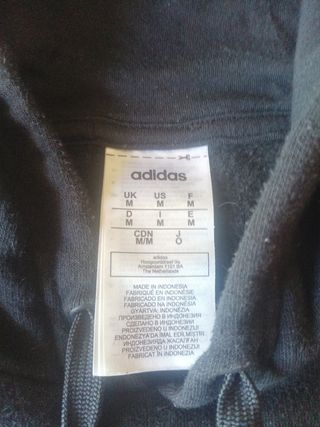 adidas
UK US F
M M M
D I E
M M M
CDN J
M/M O
adidas
Hoogoorddreef 9a
Amsterdam 1101 BA
The Netherlands
MADE IN INDONESIA
FABRIQUÉ EN INDONÉSIE
FABRICADO EN INDONESIA
FABRICADO NA INDONÉSIA
GYÁRTÓ: INDONÉZIA
ПРОИЗВЕДЕНО В ИНДОНЕЗИЯ
СДЕЛАНО В ИНДОНЕЗИИ
PROIZVEDENO U INDONEZIJI
ENDONEZYA'DA İMAL EDİLMİŞTİR
ИНДОНЕЗИЯДА ЖАСАЛҒАН
PROIZVEDENO U INDONEZIJI
FABRICAT ÎN INDONEZIA